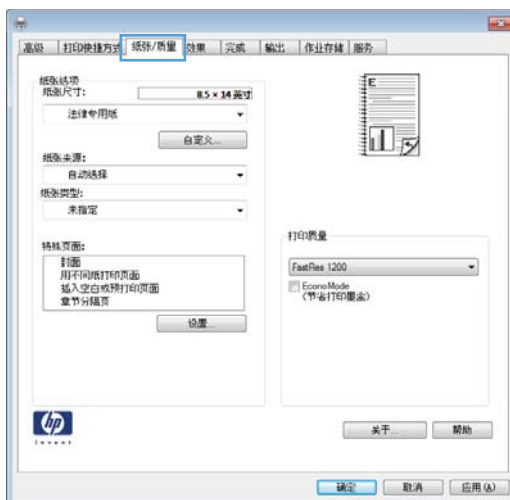 高级 打印快捷方式 纸张/质量 效果 完成 输出 作业存储 服务
纸张选项
纸张尺寸: 8.5 × 14 英寸
法律专用纸
自定义...
纸张来源:
自动选择
纸张类型:
未指定
特殊页面:
封面
用不同纸打印页面
插入空白或预打印页面
章节分隔页
设置...
E
打印质量
FastRes 1200
EconoMode
(节省打印墨盒)
hp
invent
关于... 帮助
确定 取消 应用(A)